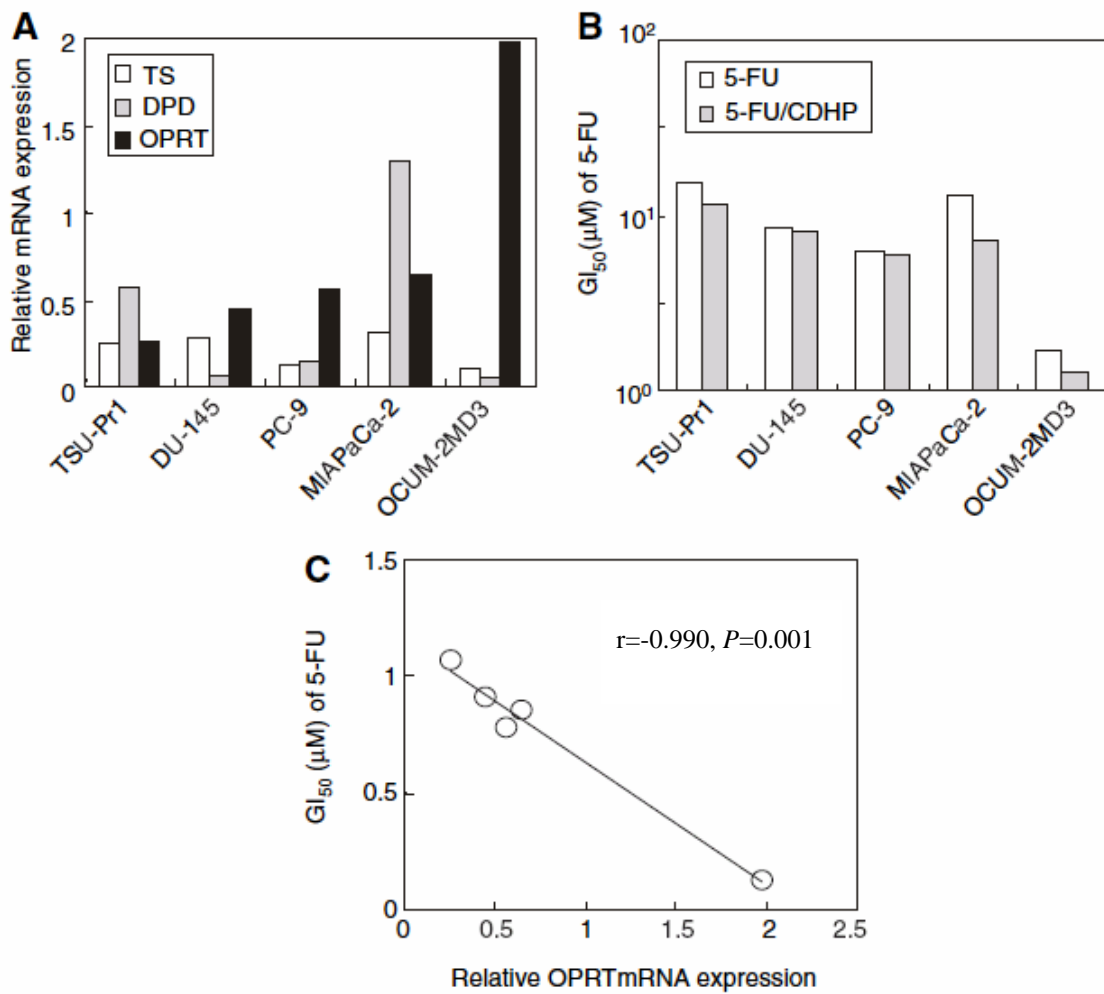 A
Relative mRNA expression
2
1.5
1
0.5
0
TS
DPD
OPRT
TSU-Pr1
DU-145
PC-9
MIAPaCa-2
OCUM-2MD3
B
GI50(μM) of 5-FU
10²
10¹
10⁰
5-FU
5-FU/CDHP
TSU-Pr1
DU-145
PC-9
MIAPaCa-2
OCUM-2MD3
C
GI50 (μM) of 5-FU
1.5
1
0.5
0
r=-0.990, P=0.001
0 0.5 1 1.5 2 2.5
Relative OPRTmRNA expression